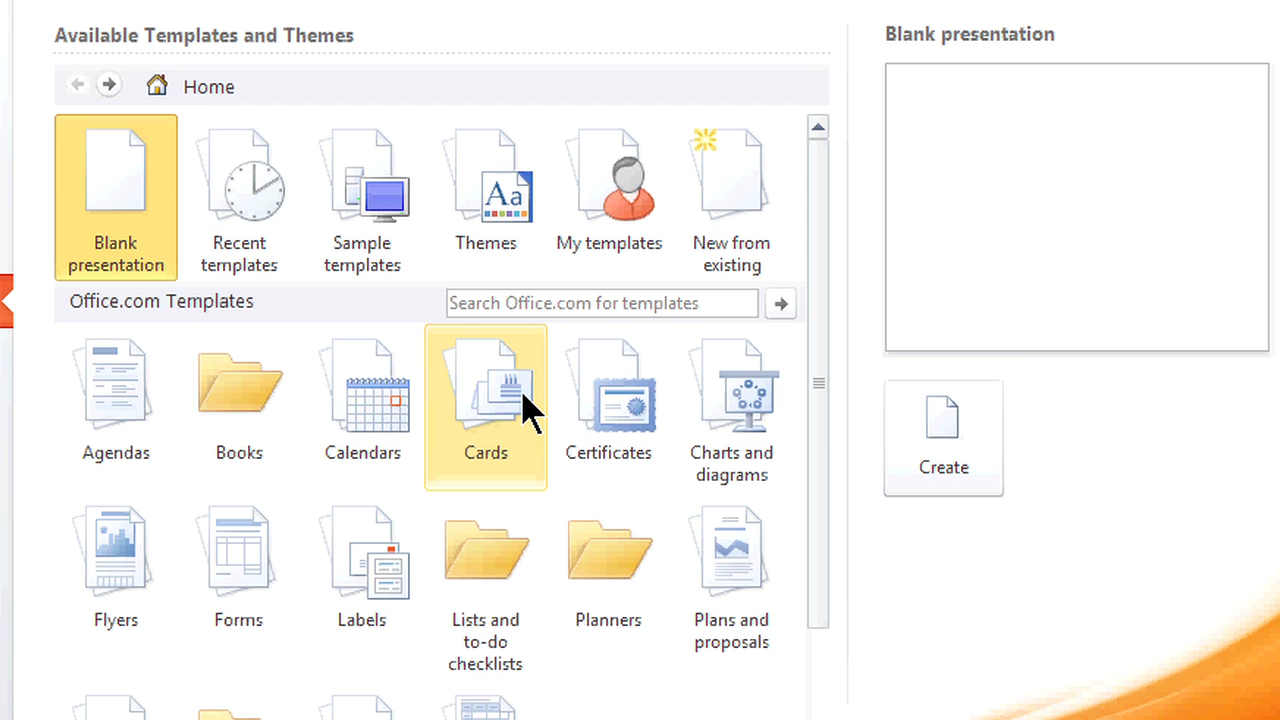 Available Templates and Themes
Blank presentation
Home
Blank presentation
Recent templates
Sample templates
Aa
Themes
My templates
New from existing
Office.com Templates
Search Office.com for templates
Agendas
Books
Calendars
Cards
Certificates
Charts and diagrams
Create
Flyers
Forms
Labels
Lists and to-do checklists
Planners
Plans and proposals